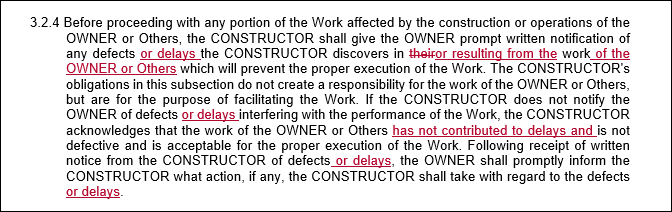 3.2.4 Before proceeding with any portion of the Work affected by the construction or operations of the
OWNER or Others, the CONSTRUCTOR shall give the OWNER prompt written notification of
any defects or delays the CONSTRUCTOR discovers in theiror resulting from the work of the
OWNER or Others which will prevent the proper execution of the Work. The CONSTRUCTOR's
obligations in this subsection do not create a responsibility for the work of the OWNER or Others,
but are for the purpose of facilitating the Work. If the CONSTRUCTOR does not notify the
OWNER of defects or delays interfering with the performance of the Work, the CONSTRUCTOR
acknowledges that the work of the OWNER or Others has not contributed to delays and is not
defective and is acceptable for the proper execution of the Work. Following receipt of written
notice from the CONSTRUCTOR of defects or delays, the OWNER shall promptly inform the
CONSTRUCTOR what action, if any, the CONSTRUCTOR shall take with regard to the defects
or delays.